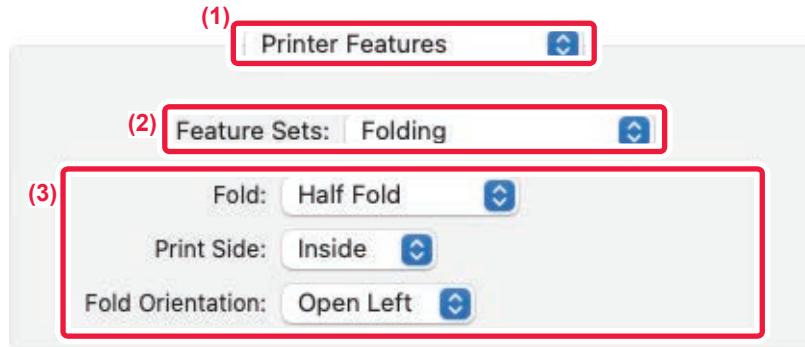 (1)
Printer Features
(2) Feature Sets: Folding
(3) Fold: Half Fold
Print Side: Inside
Fold Orientation: Open Left